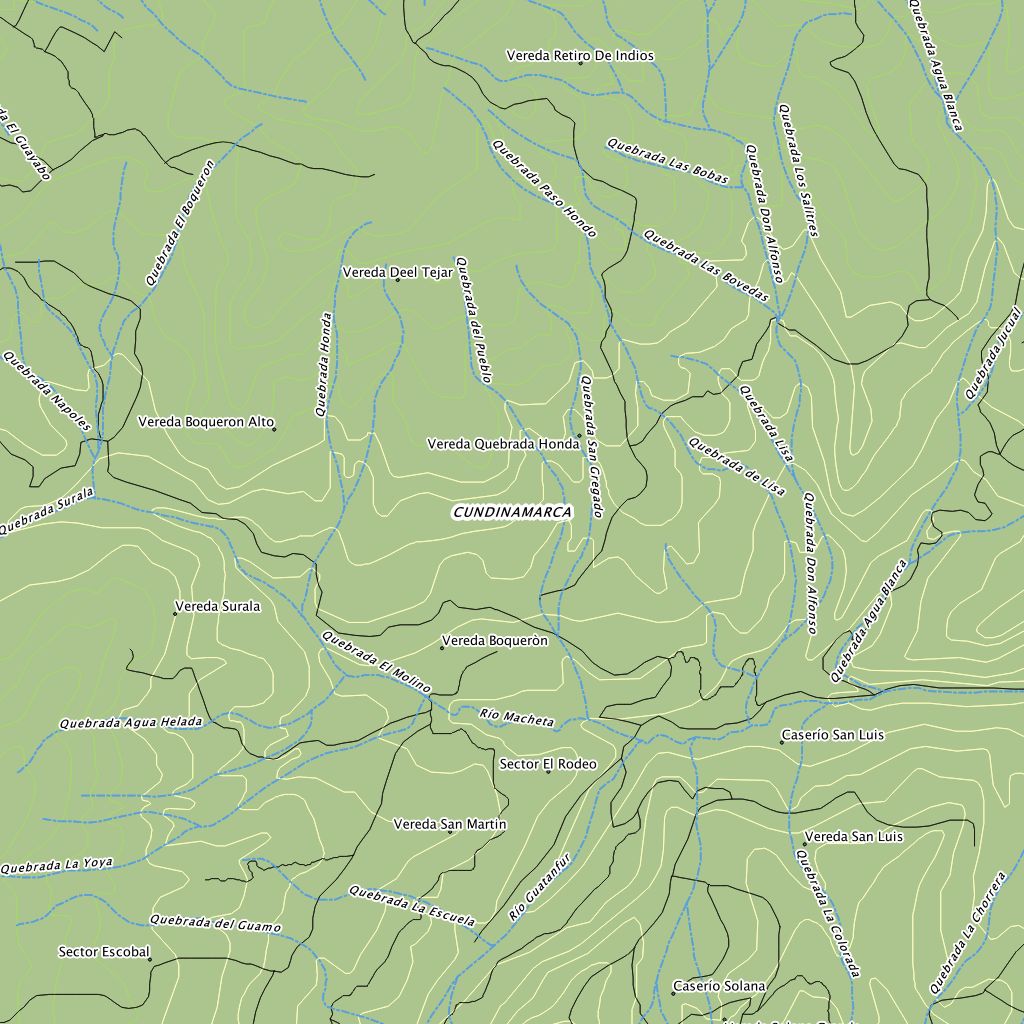 Vereda Retiro De Indios
Quebrada Agua Blanca
Quebrada Los Salitres
Quebrada Las Bobas
Quebrada Don Alfonso
Quebrada Paso Hondo
El Guayabo
Quebrada El Boqueron
Quebrada Las Bovedas
Vereda Deel Tejar
Quebrada del Pueblo
Quebrada Honda
Quebrada Jucual
Quebrada Napoles
Vereda Boqueron Alto
Vereda Quebrada Honda
Quebrada San Gregado
Quebrada Lisa
Quebrada de Lisa
Quebrada Surala
CUNDINAMARCA
Quebrada Don Alfonso
Quebrada Agua Blanca
Vereda Surala
Vereda Boqueròn
Quebrada El Molino
Quebrada Agua Helada
Río Macheta
Caserío San Luis
Sector El Rodeo
Vereda San Martin
Vereda San Luis
Quebrada La Yoya
Quebrada La Escuela
Río Guatanfur
Quebrada La Colorada
Quebrada La Chorrera
Quebrada del Guamo
Sector Escobal
Caserío Solana